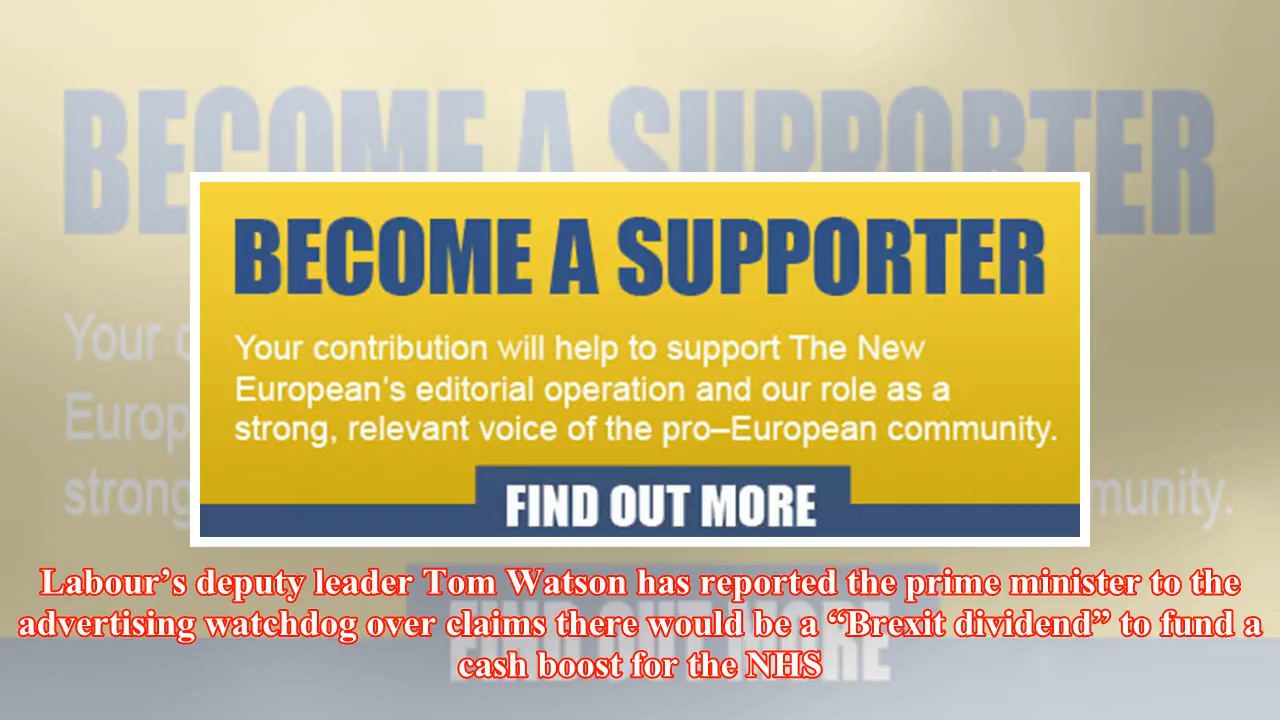 BECOME A SUPPORTER
Your contribution will help to support The New
European's editorial operation and our role as a
strong, relevant voice of the pro–European community.
FIND OUT MORE
Labour’s deputy leader Tom Watson has reported the prime minister to the
advertising watchdog over claims there would be a “Brexit dividend” to fund a
cash boost for the NHS